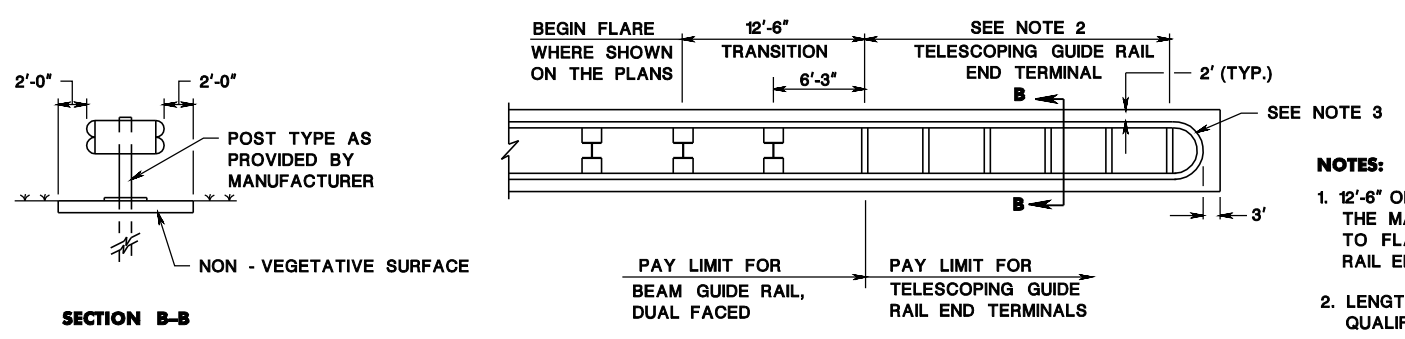 2'-0"
2'-0"
POST TYPE AS
PROVIDED BY
MANUFACTURER
NON - VEGETATIVE SURFACE
SECTION B-B
BEGIN FLARE
WHERE SHOWN
ON THE PLANS
12'-6"
TRANSITION
6'-3"
SEE NOTE 2
TELESCOPING GUIDE RAIL
END TERMINAL
2' (TYP.)
B
SEE NOTE 3
B
3'
PAY LIMIT FOR
BEAM GUIDE RAIL,
DUAL FACED
PAY LIMIT FOR
TELESCOPING GUIDE
RAIL END TERMINALS
NOTES:
1. 12'-6"
THE
TO
RAIL
2.